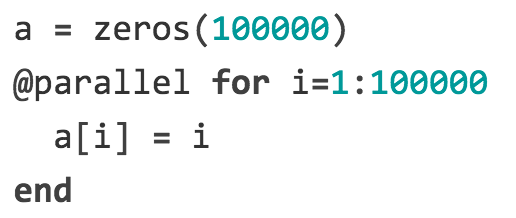 a = zeros(100000)
@parallel for i=1:100000
  a[i] = i
end